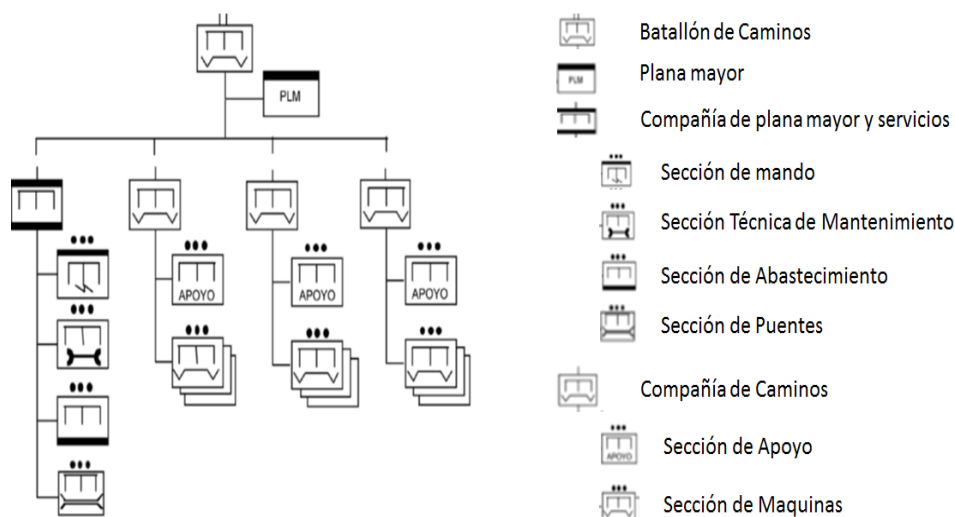 PLM
APOYO
APOYO
APOYO
Batallón de Caminos
PLM
Plana mayor
Compañía de plana mayor y servicios
Sección de mando
Sección Técnica de Mantenimiento
Sección de Abastecimiento
Sección de Puentes
Compañía de Caminos
APOYO
Sección de Apoyo
Sección de Maquinas